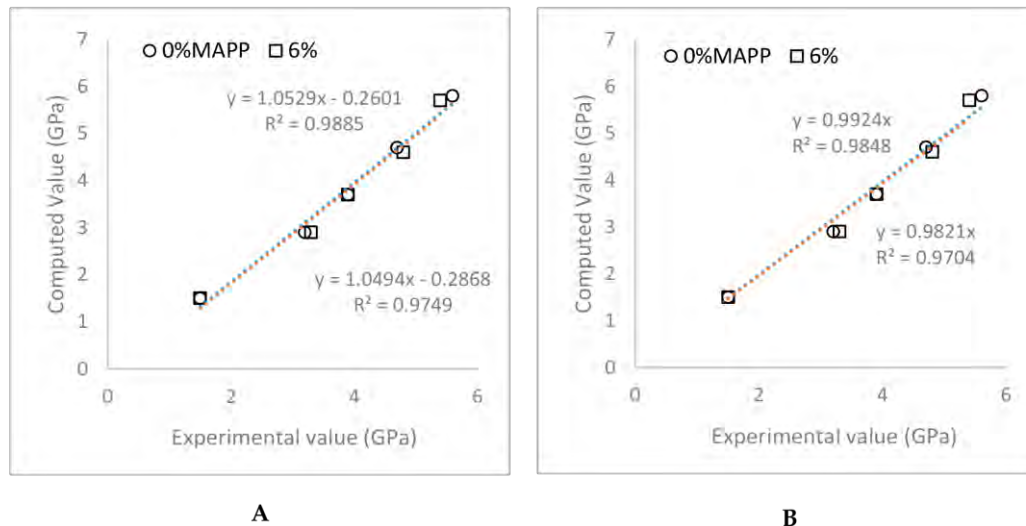 7
6
5
4
3
2
1
0
Computed Value (GPa)
0%MAPP 6%
y = 1.0529x - 0.2601
R² = 0.9885
y = 1.0494x - 0.2868
R² = 0.9749
0 2 4 6
Experimental value (GPa)
A
7
6
5
4
3
2
1
0
Computed Value (GPa)
0%MAPP 6%
y = 0.9924x
R² = 0.9848
y = 0.9821x
R² = 0.9704
0 2 4 6
Experimental value (GPa)
B